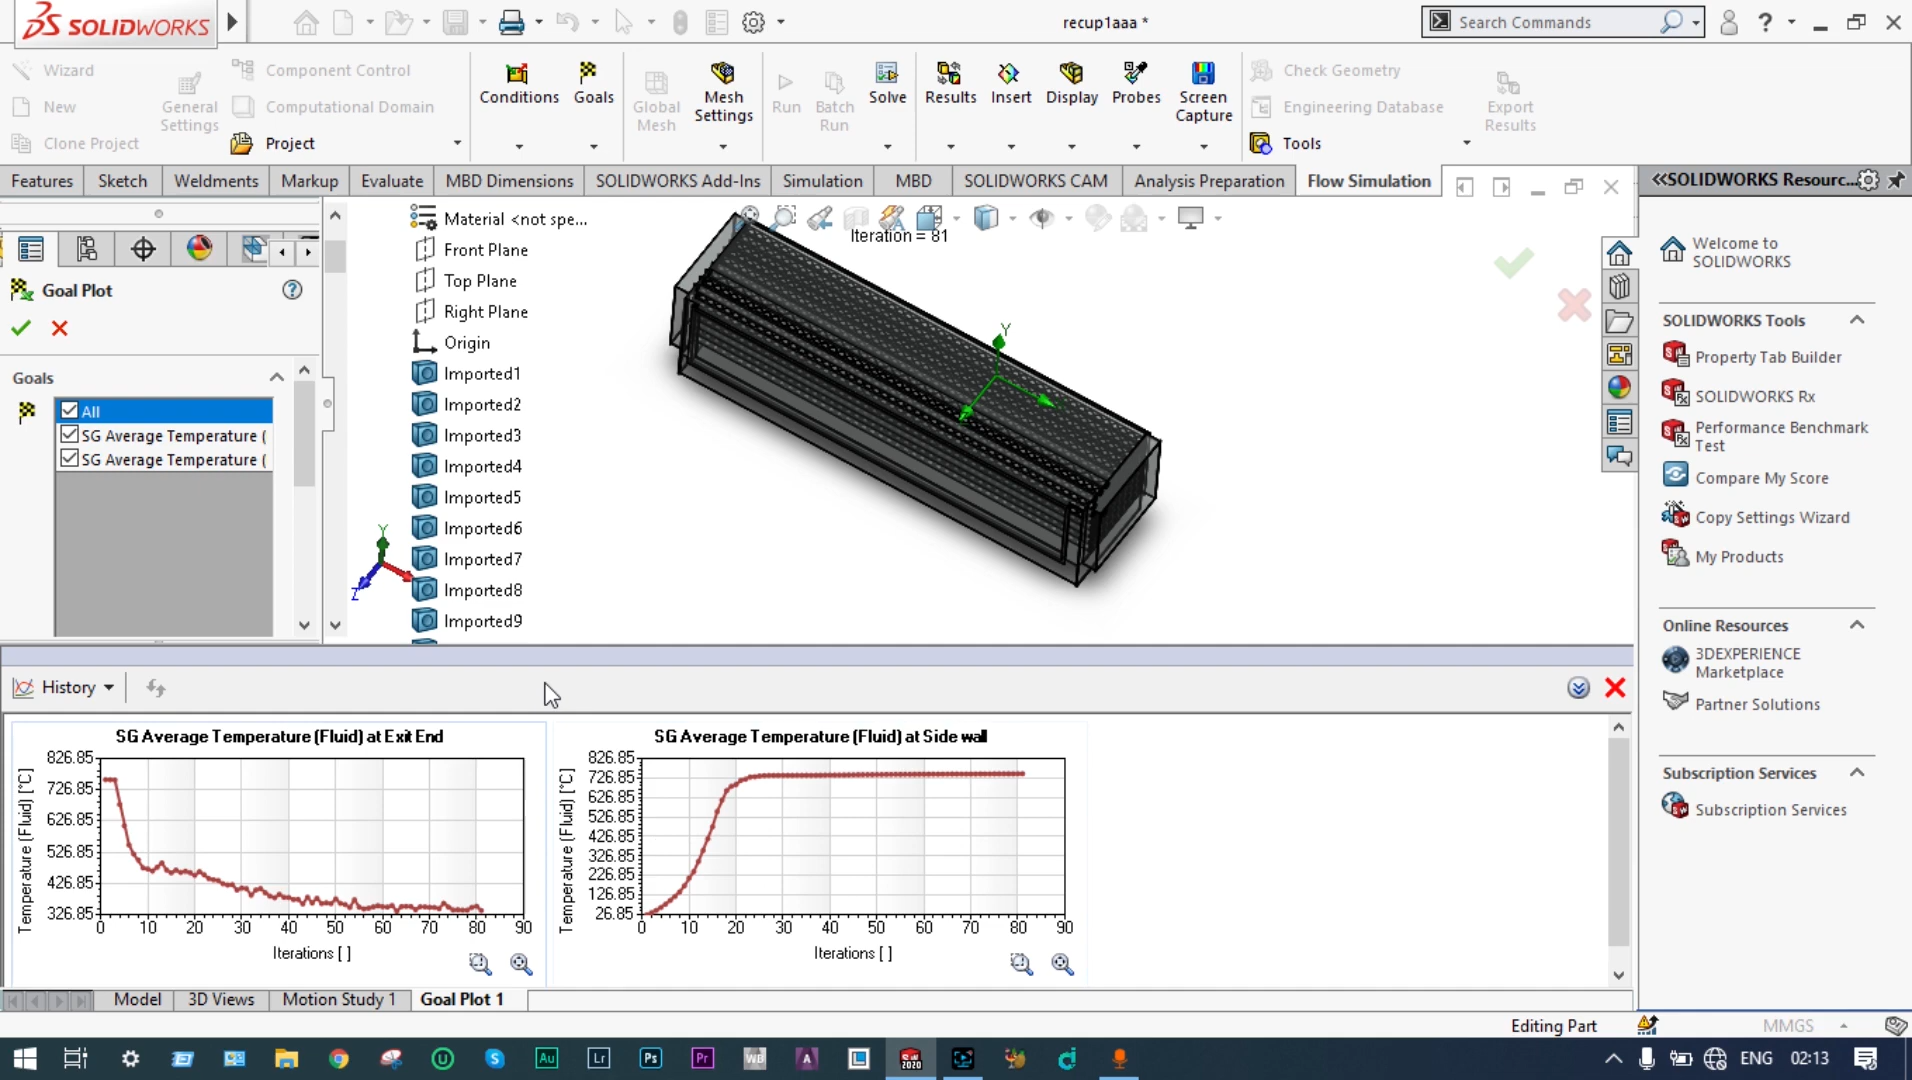 SOLIDWORKS
recup1aaa *
Search Commands
Wizard
New
Clone Project
General Settings
Component Control
Computational Domain
Project
Conditions
Goals
Global Mesh
Mesh Settings
Run
Batch Run
Solve
Results
Insert
Display
Probes
Screen Capture
Check Geometry
Engineering Database
Tools
Export Results
Features
Sketch
Weldments
Markup
Evaluate
MBD Dimensions
SOLIDWORKS Add-Ins
Simulation
MBD
SOLIDWORKS CAM
Analysis Preparation
Flow Simulation
Goal Plot
Goals
All
SG Average Temperature (
SG Average Temperature (
Material <not spe...
Front Plane
Top Plane
Right Plane
Origin
Imported1
Imported2
Imported3
Imported4
Imported5
Imported6
Imported7
Imported8
Imported9
Iteration = 81
Y
Y
Z
SOLIDWORKS Resourc...
Welcome to
SOLIDWORKS
SOLIDWORKS Tools
Property Tab Builder
SOLIDWORKS Rx
Performance Benchmark
Test
Compare My Score
Copy Settings Wizard
My Products
Online Resources
3DEXPERIENCE
Marketplace
Partner Solutions
Subscription Services
Subscription Services
History
SG Average Temperature (Fluid) at Exit End
Temperature (Fluid) [°C]
826.85
726.85
626.85
526.85
426.85
326.85
0 10 20 30 40 50 60 70 80 90
Iterations [ ]
SG Average Temperature (Fluid) at Side wall
Temperature (Fluid) [°C]
826.85
726.85
626.85
526.85
426.85
326.85
226.85
126.85
26.85
0 10 20 30 40 50 60 70 80 90
Iterations [ ]
Model
3D Views
Motion Study 1
Goal Plot 1
Editing Part
MMGS
Au
Lr
Ps
Pr
WB
A
L
SW
2020
ENG
02:13